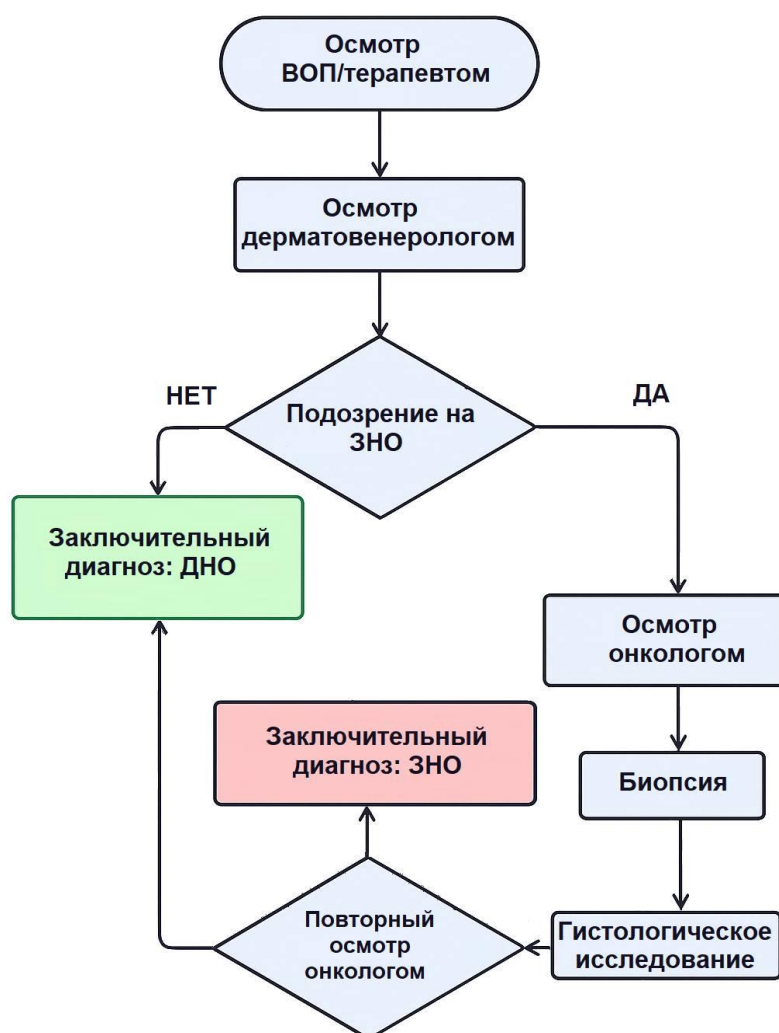 Осмотр
ВОП/терапевтом
Осмотр
дерматовенерологом
НЕТ
ДА
Подозрение на
ЗНО
Заключительный
диагноз: ДНО
Осмотр
онкологом
Заключительный
диагноз: ЗНО
Биопсия
Повторный
осмотр
онкологом
Гистологическое
исследование